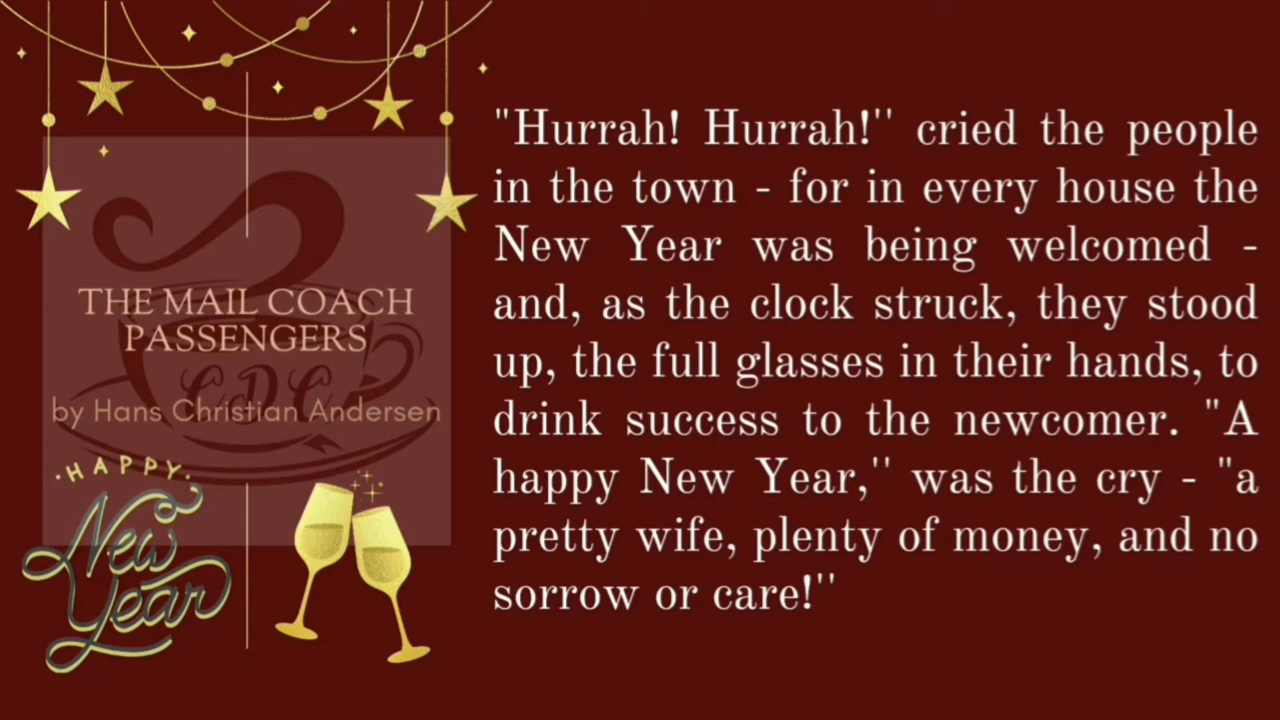 THE MAIL COACH
PASSENGERS
CDC
by Hans Christian Andersen
·HAPPY·
New
Year
"Hurrah! Hurrah!'' cried the people
in the town - for in every house the
New Year was being welcomed -
and, as the clock struck, they stood
up, the full glasses in their hands, to
drink success to the newcomer. "A
happy New Year,'' was the cry - "a
pretty wife, plenty of money, and no
sorrow or care!''